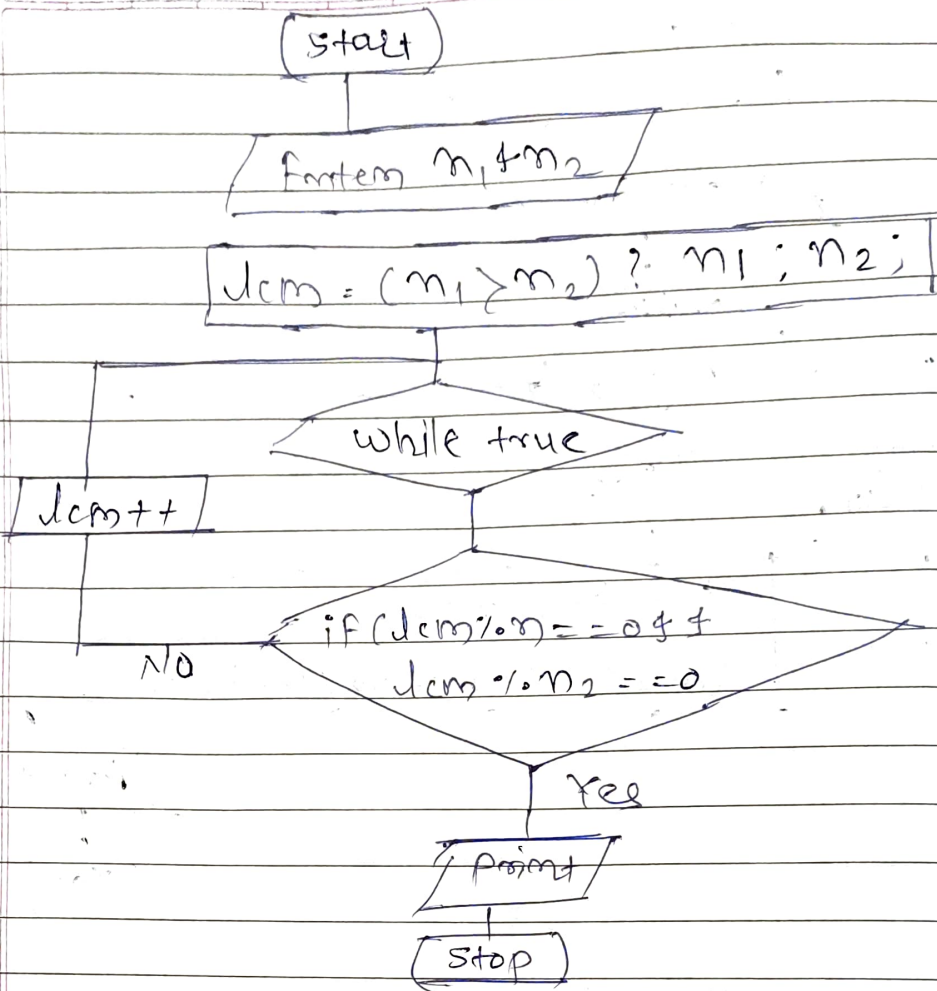 start
Enter n1 & n2
lcm = (n1 > n2) ? n1 ; n2 ;
while true
lcm++
if (lcm % n == 0 & &
NO
lcm % n2 == 0
Yes
print
stop